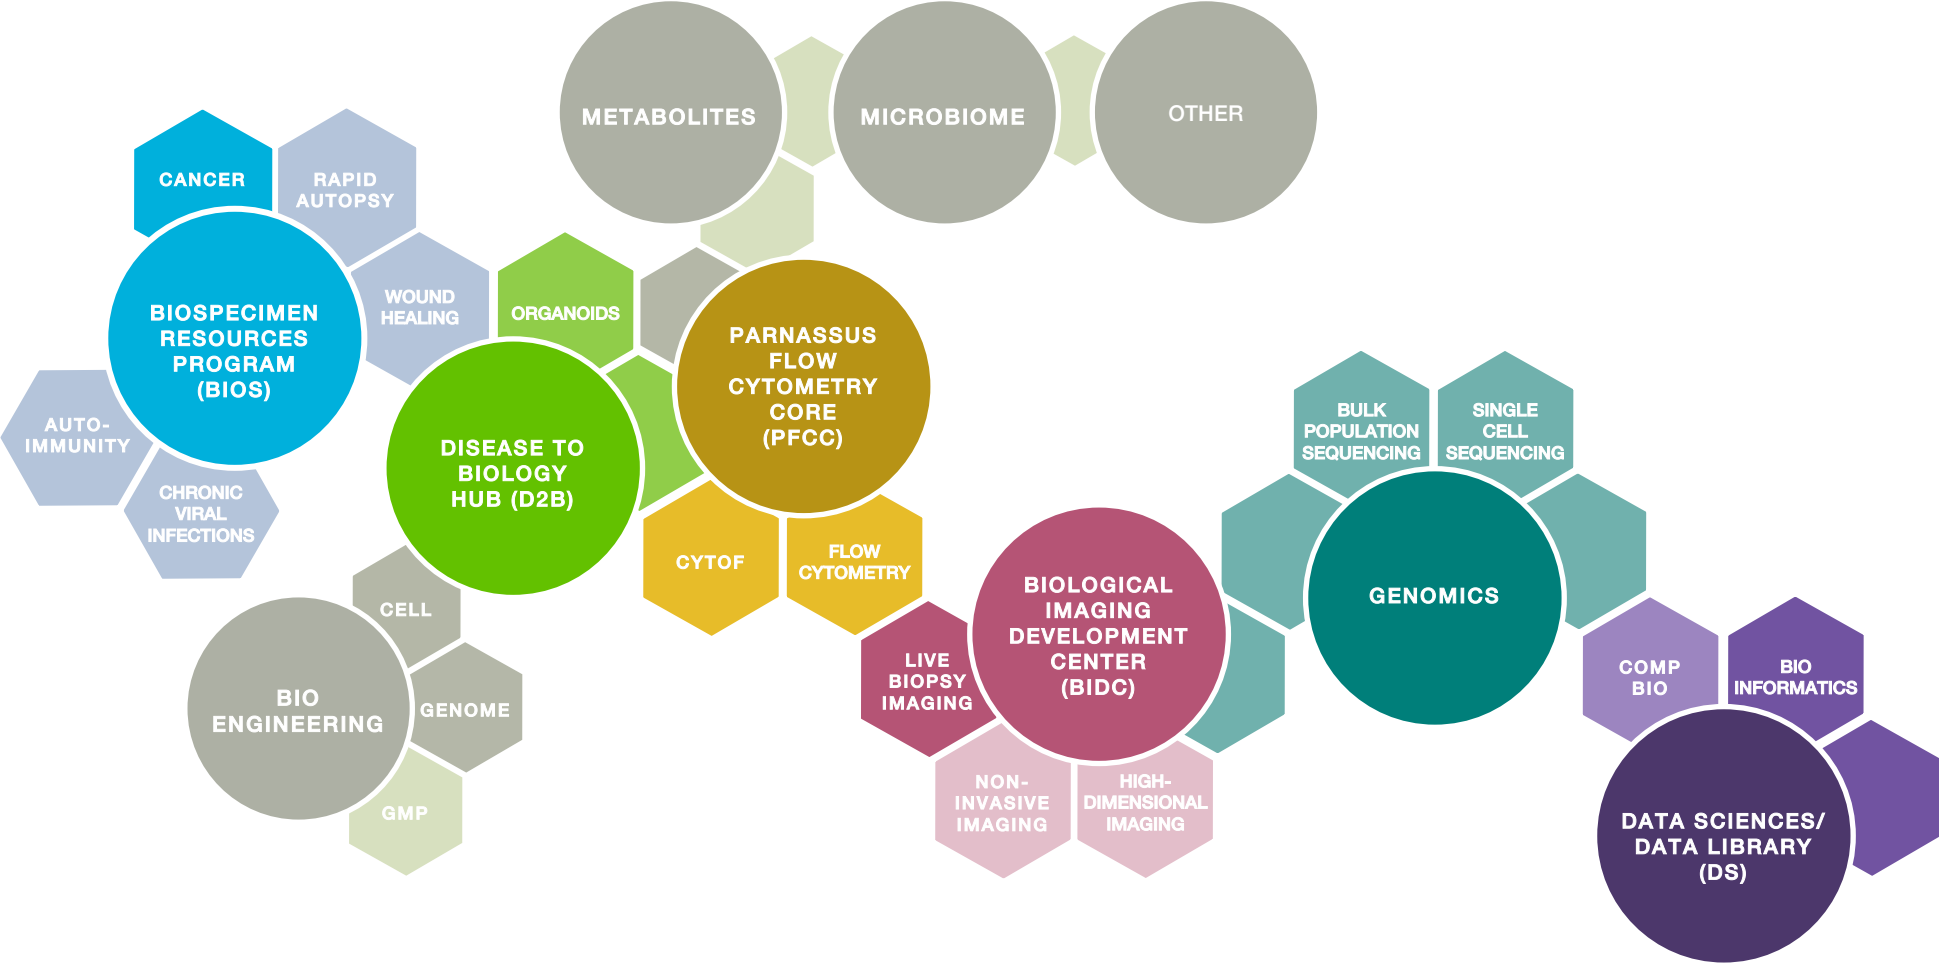 METABOLITES
MICROBIOME
OTHER
CANCER
RAPID
AUTOPSY
WOUND
HEALING
BIOSPECIMEN
RESOURCES
PROGRAM
(BIOS)
AUTO-
IMMUNITY
CHRONIC
VIRAL
INFECTIONS
ORGANOIDS
DISEASE TO
BIOLOGY
HUB (D2B)
PARNASSUS
FLOW
CYTOMETRY
CORE
(PFCC)
CYTOF
FLOW
CYTOMETRY
CELL
GENOME
GMP
BIO
ENGINEERING
BIOLOGICAL
IMAGING
DEVELOPMENT
CENTER
(BIDC)
LIVE
BIOPSY
IMAGING
NON-
INVASIVE
IMAGING
HIGH-
DIMENSIONAL
IMAGING
BULK
POPULATION
SEQUENCING
SINGLE
CELL
SEQUENCING
GENOMICS
COMP
BIO
BIO
INFORMATICS
DATA SCIENCES/
DATA LIBRARY
(DS)